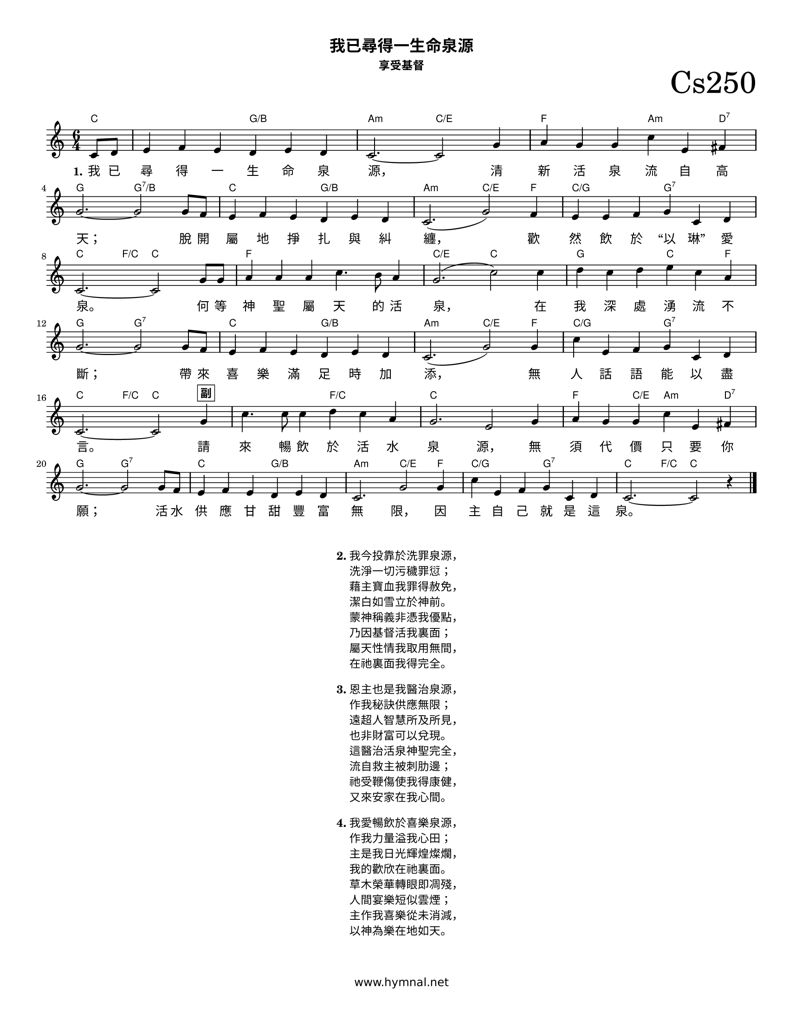 我已尋得一生命泉源
享受基督
Cs250
C G/B Am C/E F Am D7
1. 我 已 尋 得 一 生 命 泉 源， 清 新 活 泉 流 自 高
4 G G7/B C G/B Am C/E F C/G G7
天； 脫 開 屬 地 掙 扎 與 糾 纏， 歡 然 飲 於 “以 琳” 愛
8 C F/C C F C/E C G C G C F
泉。 何 等 神 聖 屬 天 的 活 泉， 在 我 深 處 湧 流 不
12 G G7 C G/B Am C/E F C/G G7
斷； 帶 來 喜 樂 滿 足 時 加 添， 無 人 話 語 能 以 盡
16 C F/C C 副 F/C C F C/E Am D7
言。 請 來 暢 飲 於 活 水 泉 源， 無 須 代 價 只 要 你
20 G G7 C G/B Am C/E F C/G G7 C F/C C
願； 活 水 供 應 甘 甜 豐 富 無 限， 因 主 自 己 就 是 這 泉。
2. 我今投靠於洗罪泉源，
洗淨一切污穢罪愆；
藉主寶血我罪得赦免，
潔白如雪立於神前。
蒙神稱義非憑我優點，
乃因基督活我裏面；
屬天性情我取用無間，
在祂裏面我得完全。
3. 恩主也是我醫治泉源，
作我秘訣供應無限；
遠超人智慧所及所見，
也非財富可以兌現。
這醫治活泉神聖完全，
流自救主被刺肋邊；
祂受鞭傷使我得康健，
又來安家在我心間。
4. 我愛暢飲於喜樂泉源，
作我力量溢我心田；
主是我日光輝煌燦爛，
我的歡欣在祂裏面。
草木榮華轉眼即凋殘，
人間宴樂短似雲煙；
主作我喜樂從未消減，
以神為樂在地如天。
www.hymnal.net